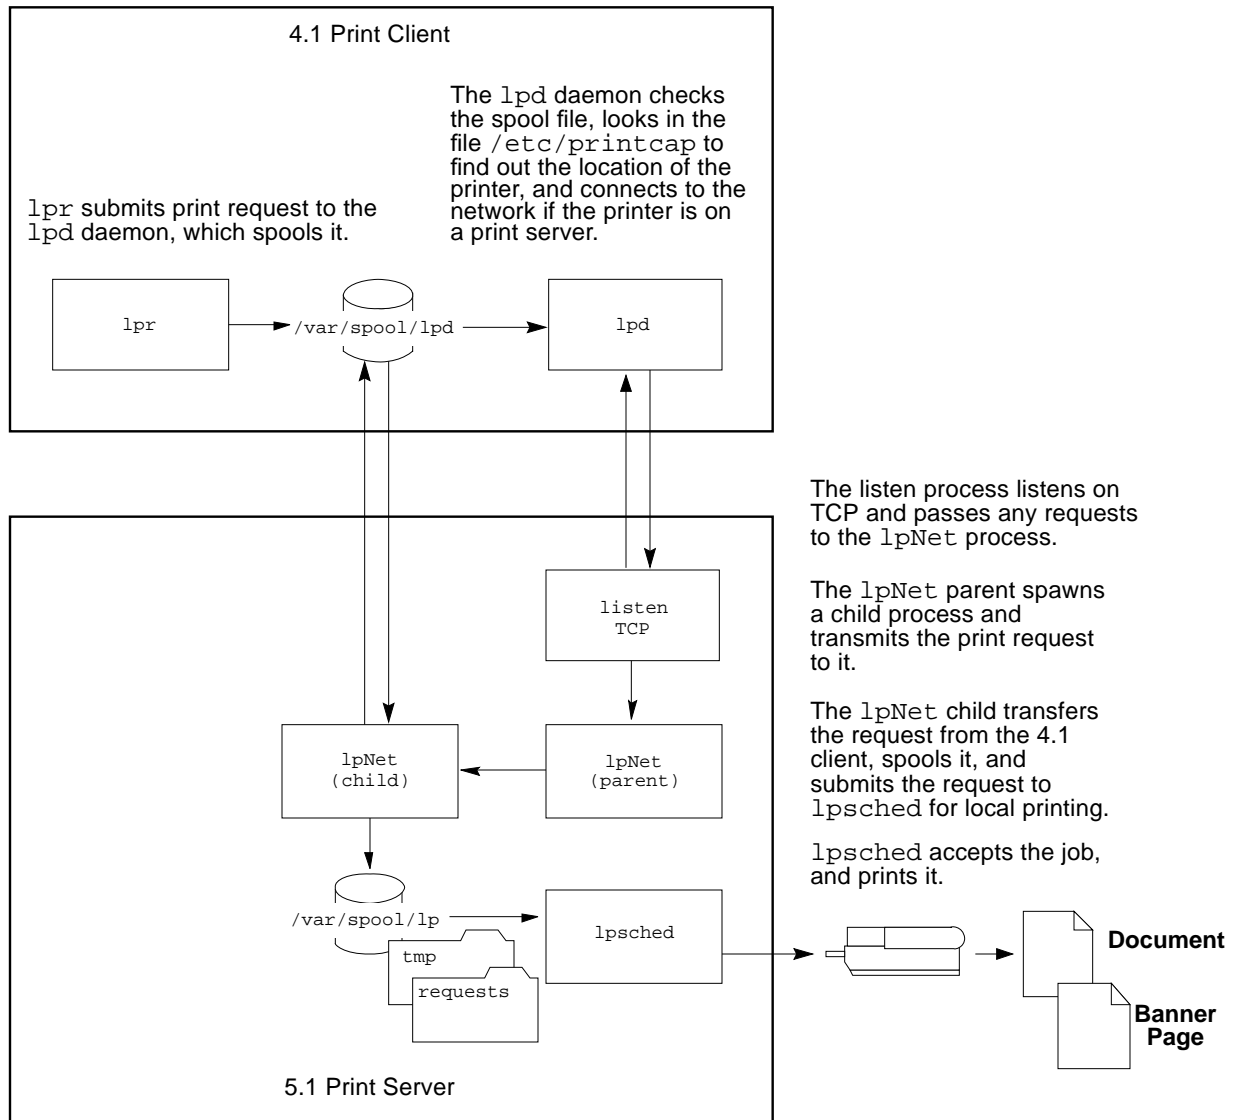 4.1 Print Client
The lpd daemon checks
the spool file, looks in the
file /etc/printcap to
find out the location of the
printer, and connects to the
network if the printer is on
a print server.
lpr submits print request to the
lpd daemon, which spools it.
lpr
/var/spool/lpd
lpd
The listen process listens on
TCP and passes any requests
to the lpNet process.
The lpNet parent spawns
a child process and
transmits the print request
to it.
The lpNet child transfers
the request from the 4.1
client, spools it, and
submits the request to
lpsched for local printing.
lpsched accepts the job,
and prints it.
listen
TCP
lpNet
(child)
lpNet
(parent)
/var/spool/lp
tmp
requests
lpsched
Document
Banner
Page
5.1 Print Server